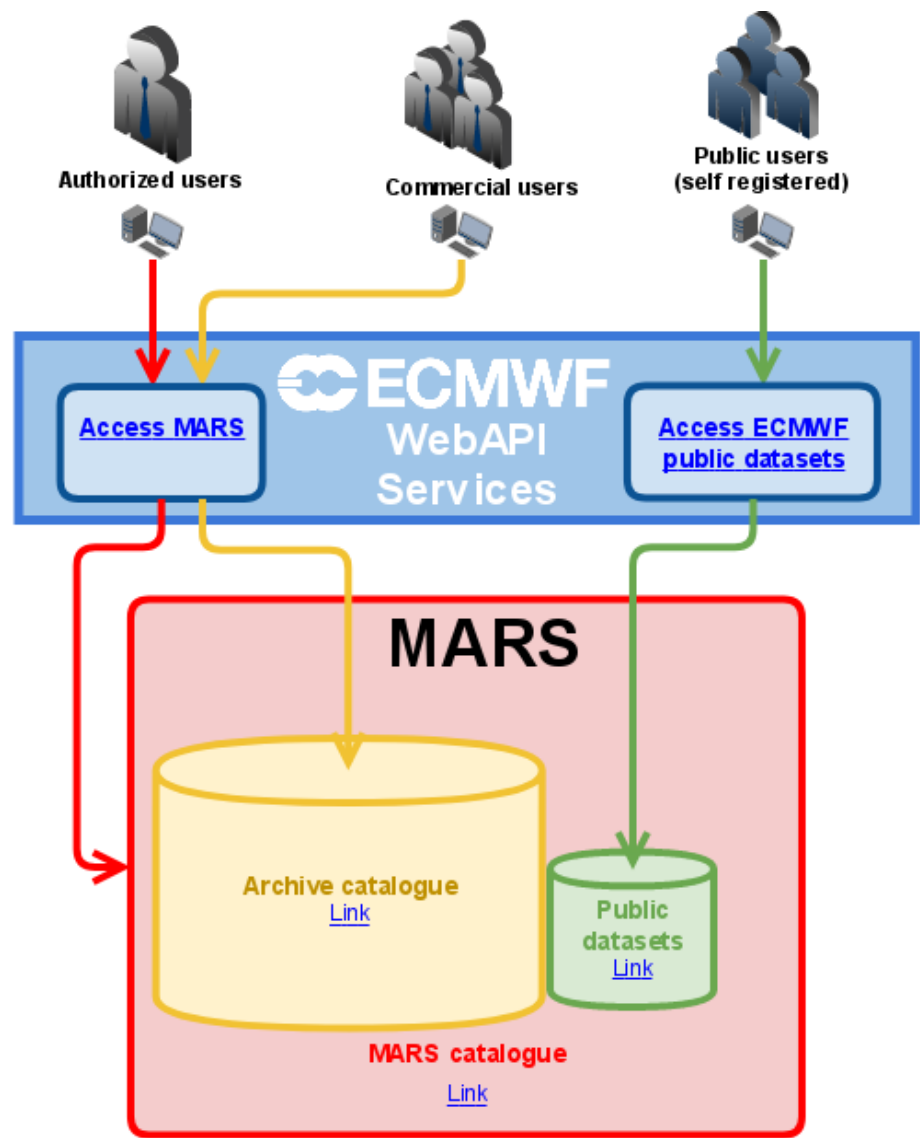 Authorized users
Commercial users
Public users
(self registered)
ECMWF
WebAPI
Services
Access MARS
Access ECMWF
public datasets
MARS
Archive catalogue
Link
Public
datasets
Link
MARS catalogue
Link